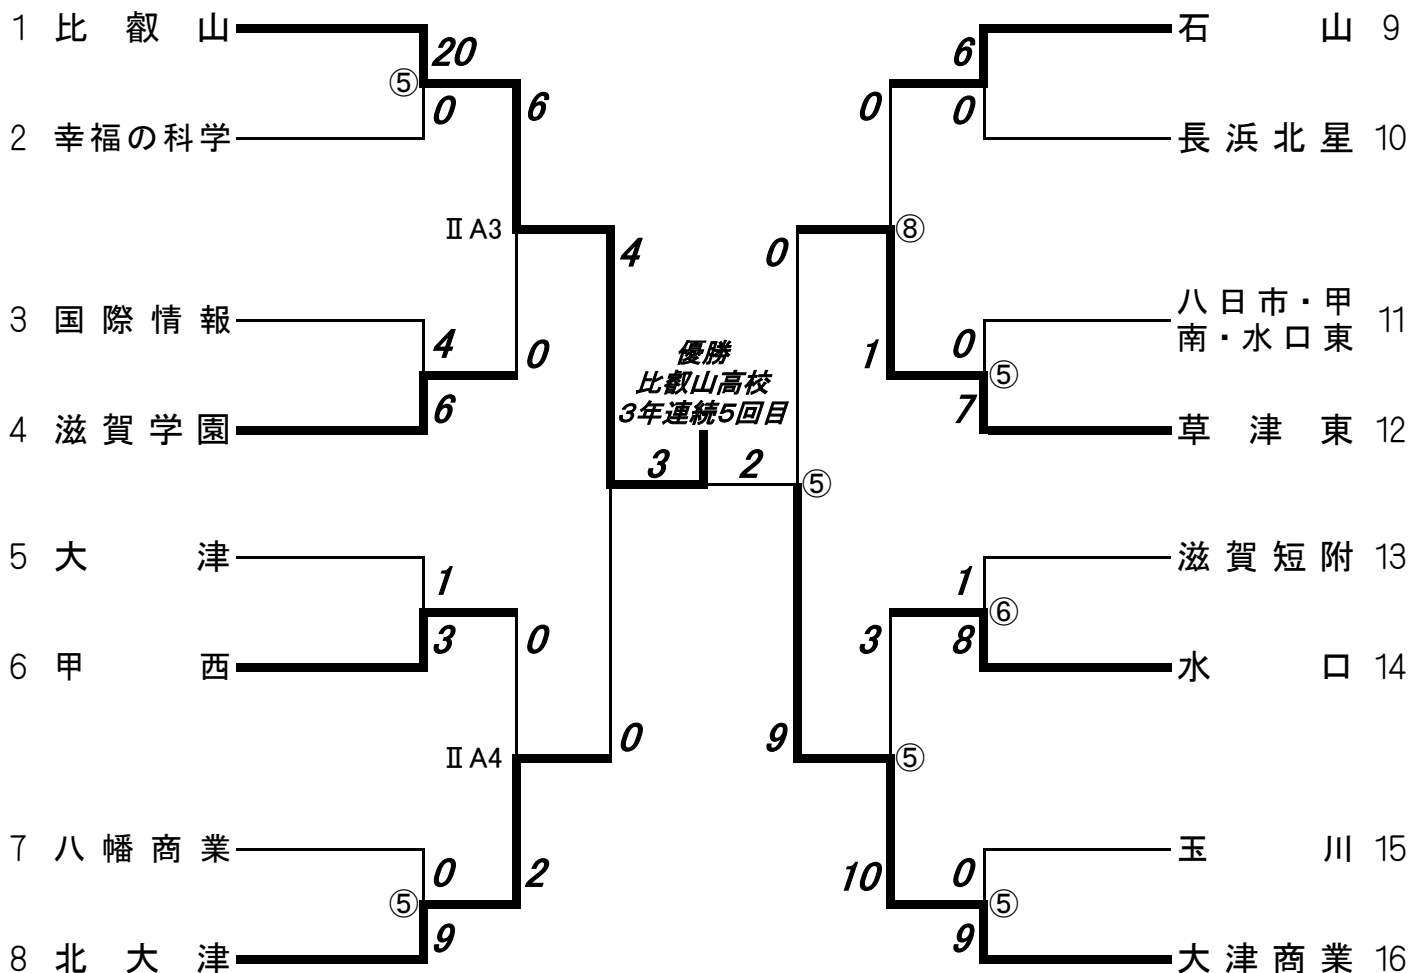 1 比叡山
20
⑤
0
2 幸福の科学
6
ⅡA3
3 国際情報
4
0
6
4 滋賀学園
4
優勝
比叡山高校
3年連続5回目
3 2
5 大津
1
3
0
6 甲西
ⅡA4
0
7 八幡商業
0
2
⑤
9
8 北大津
石山 9
6
0
0
長浜北星 10
⑧
0
八日市・甲
南・水口東
11
0
1
⑤
7
草津東 12
⑤
滋賀短附 13
1
⑥
3
8
水口 14
9
⑤
玉川 15
10
0
⑤
9
大津商業 16